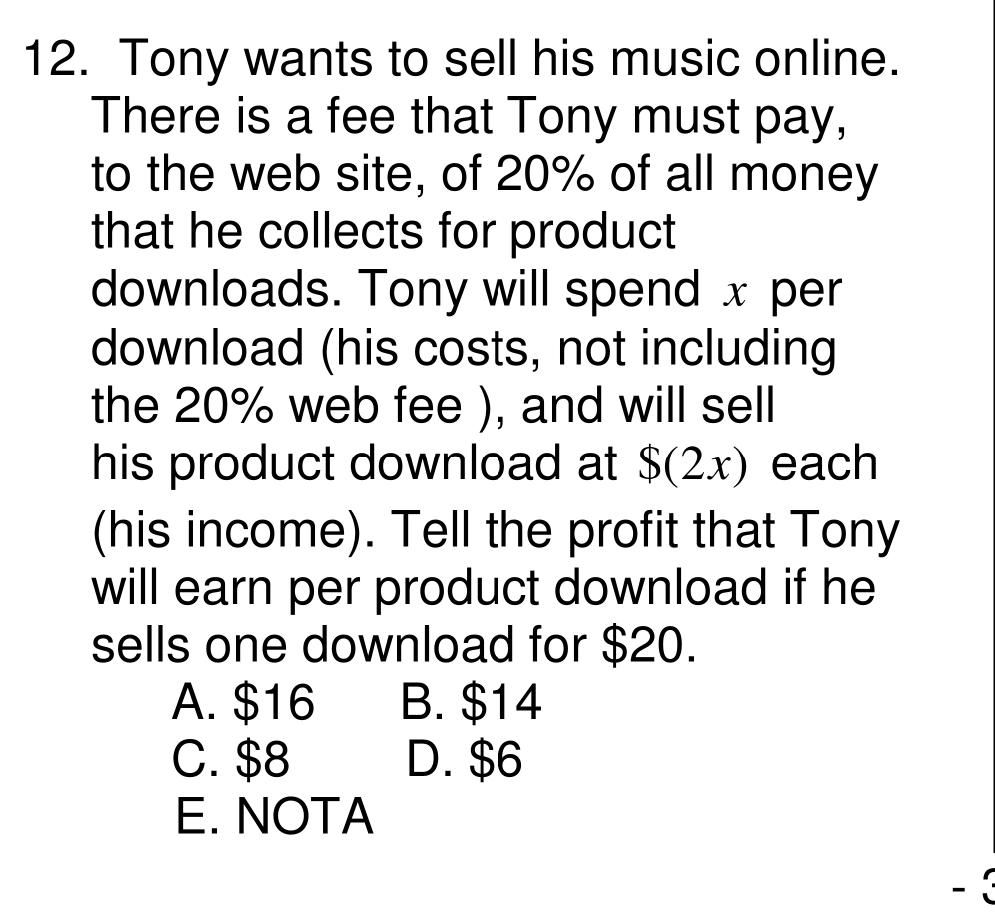 12. Tony wants to sell his music online.
There is a fee that Tony must pay,
to the web site, of 20% of all money
that he collects for product
downloads. Tony will spend x per
download (his costs, not including
the 20% web fee ), and will sell
his product download at $(2x) each
(his income). Tell the profit that Tony
will earn per product download if he
sells one download for $20.
A. $16 B. $14
C. $8 D. $6
E. NOTA
-